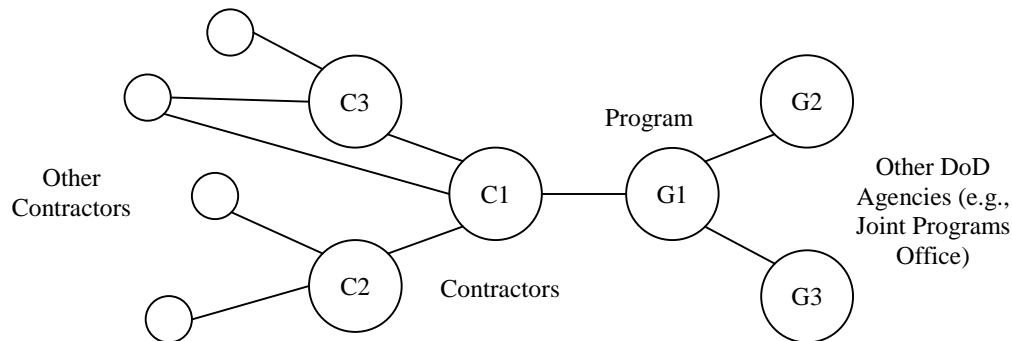 C3
G2
Program
Other
Contractors
C1
G1
Other DoD
Agencies (e.g.,
Joint Programs
Office)
C2
Contractors
G3